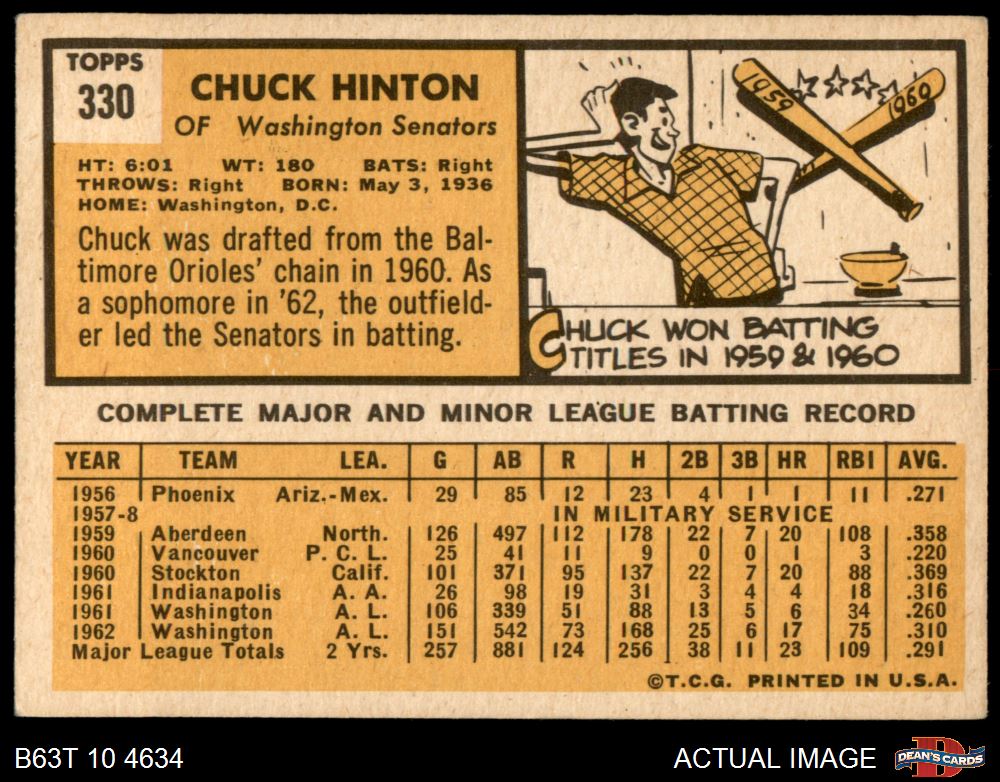 TOPPS
330
CHUCK HINTON
OF Washington Senators
HT: 6:01 WT: 180 BATS: Right
THROWS: Right BORN: May 3, 1936
HOME: Washington, D.C.
Chuck was drafted from the Bal-
timore Orioles' chain in 1960. As
a sophomore in '62, the outfield-
er led the Senators in batting.
1959 1960
CHUCK WON BATTING
TITLES IN 1959 & 1960
COMPLETE MAJOR AND MINOR LEAGUE BATTING RECORD
YEAR TEAM LEA. G AB R H 2B 3B HR RBI AVG.
1956 Phoenix Ariz.-Mex. 29 85 12 23 4 1 1 11 .271
1957-8 IN MILITARY SERVICE
1959 Aberdeen North. 126 497 112 178 22 7 20 108 .358
1960 Vancouver P. C. L. 25 41 11 9 0 0 1 3 .220
1960 Stockton Calif. 101 371 95 137 22 7 20 88 .369
1961 Indianapolis A. A. 26 98 19 31 3 4 4 18 .316
1961 Washington A. L. 106 339 51 88 13 5 6 34 .260
1962 Washington A. L. 151 542 73 168 25 6 17 75 .310
Major League Totals 2 Yrs. 257 881 124 256 38 11 23 109 .291
©T.C.G. PRINTED IN U.S.A.
B63T 10 4634
ACTUAL IMAGE
D
DEAN'S CARDS